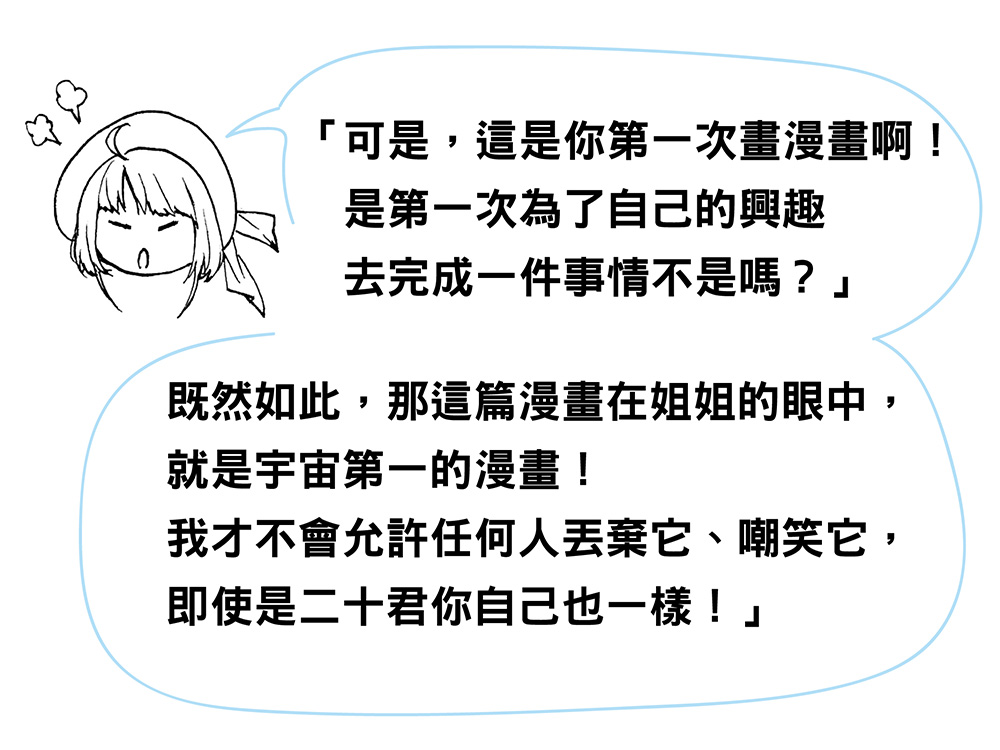 「可是，這是你第一次畫漫畫啊！
是第一次為了自己的興趣
去完成一件事情不是嗎？」
既然如此，那這篇漫畫在姐姐的眼中，
就是宇宙第一的漫畫！
我才不會允許任何人丟棄它、嘲笑它，
即使是二十君你自己也一樣！」